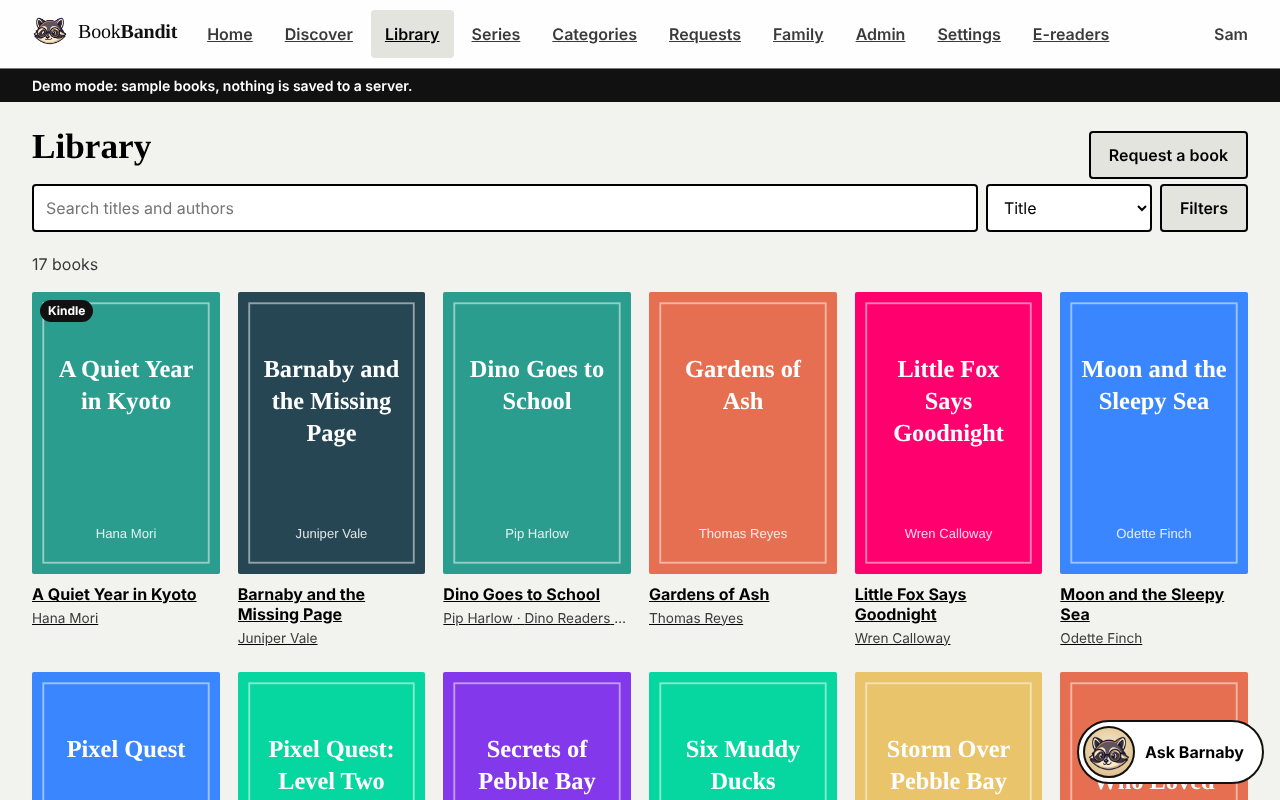 BookBandit
Home
Discover
Library
Series
Categories
Requests
Family
Admin
Settings
E-readers
Sam
Demo mode: sample books, nothing is saved to a server.
Library
Request a book
Search titles and authors
Title
Filters
17 books
Kindle
A Quiet Year
in Kyoto
Hana Mori
Barnaby and
the Missing
Page
Juniper Vale
Dino Goes to
School
Pip Harlow
Gardens of
Ash
Thomas Reyes
Little Fox
Says
Goodnight
Wren Calloway
Moon and the
Sleepy Sea
Odette Finch
A Quiet Year in Kyoto
Hana Mori
Barnaby and the
Missing Page
Juniper Vale
Dino Goes to School
Pip Harlow · Dino Readers ...
Gardens of Ash
Thomas Reyes
Little Fox Says
Goodnight
Wren Calloway
Moon and the Sleepy
Sea
Odette Finch
Pixel Quest
Pixel Quest:
Level Two
Secrets of
Pebble Bay
Six Muddy
Ducks
Storm Over
Pebble Bay
Who Loved
Ask Barnaby